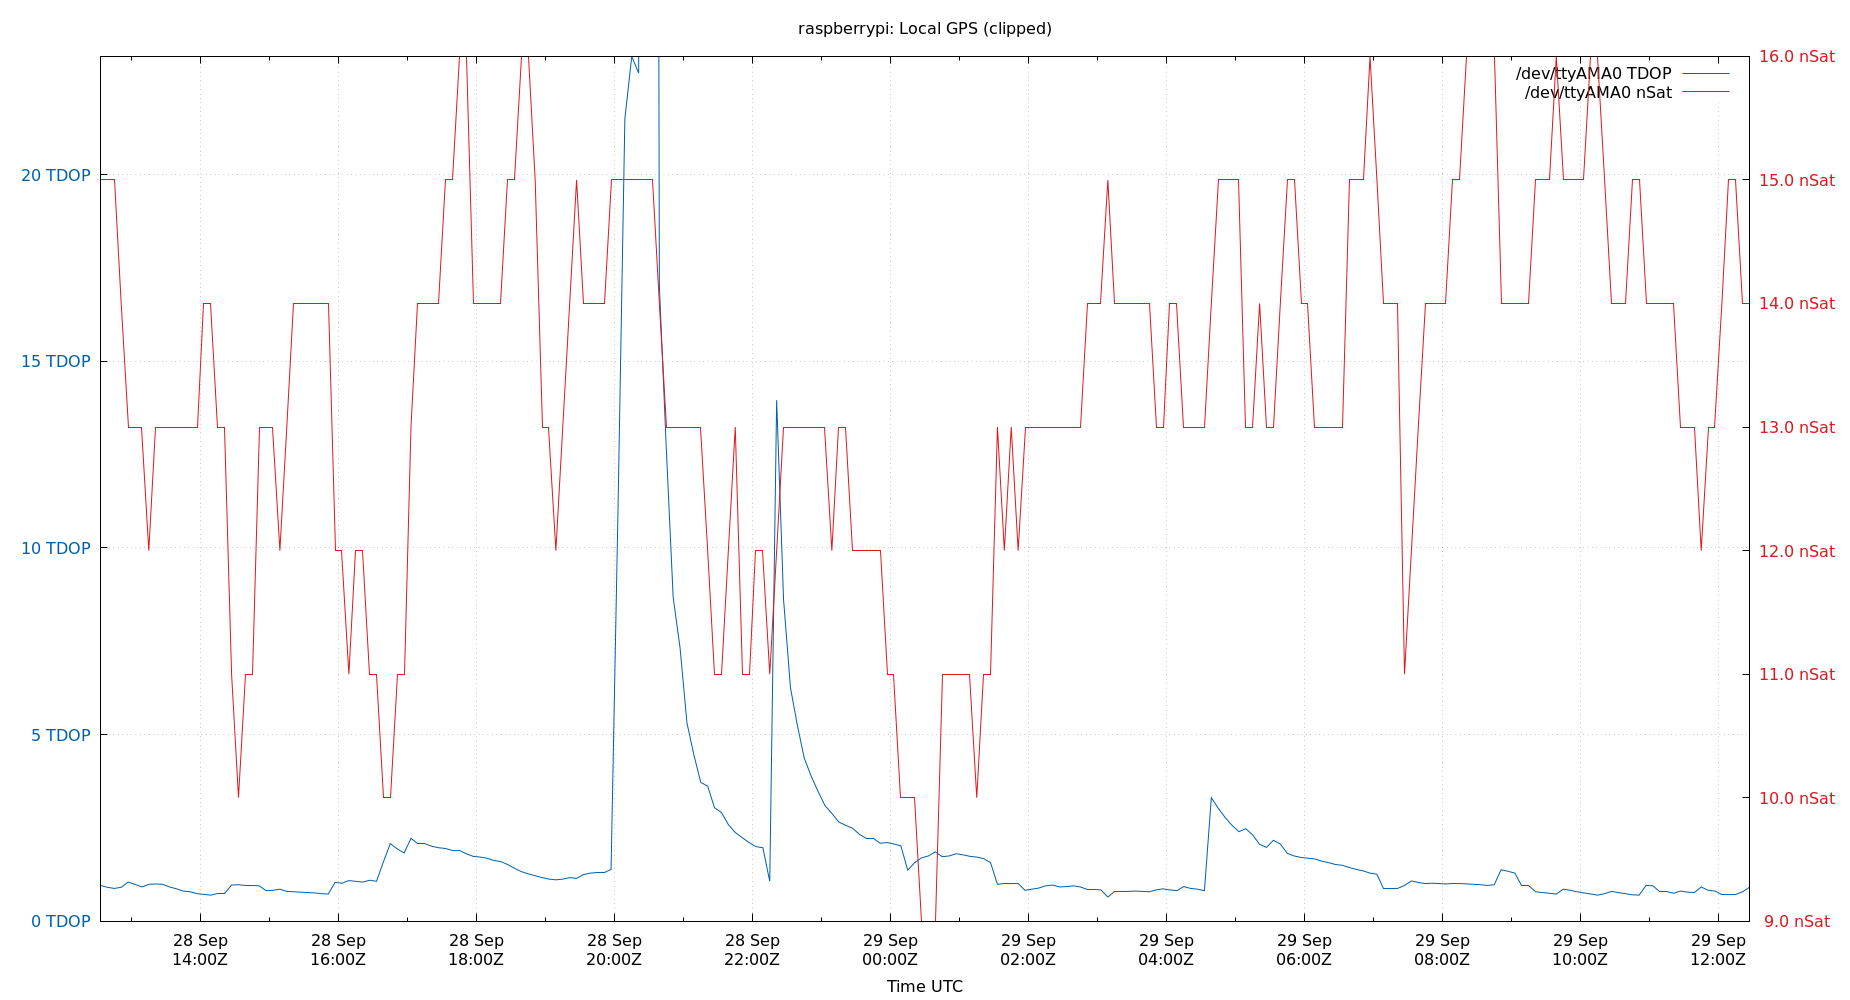 raspberrypi: Local GPS (clipped)
16.0 nSat
/dev/ttyAMA0 TDOP
/dev/ttyAMA0 nSat
20 TDOP
15.0 nSat
14.0 nSat
15 TDOP
13.0 nSat
10 TDOP
12.0 nSat
11.0 nSat
5 TDOP
10.0 nSat
0 TDOP
9.0 nSat
28 Sep
14:00Z
28 Sep
16:00Z
28 Sep
18:00Z
28 Sep
20:00Z
28 Sep
22:00Z
29 Sep
00:00Z
29 Sep
02:00Z
29 Sep
04:00Z
29 Sep
06:00Z
29 Sep
08:00Z
29 Sep
10:00Z
29 Sep
12:00Z
Time UTC